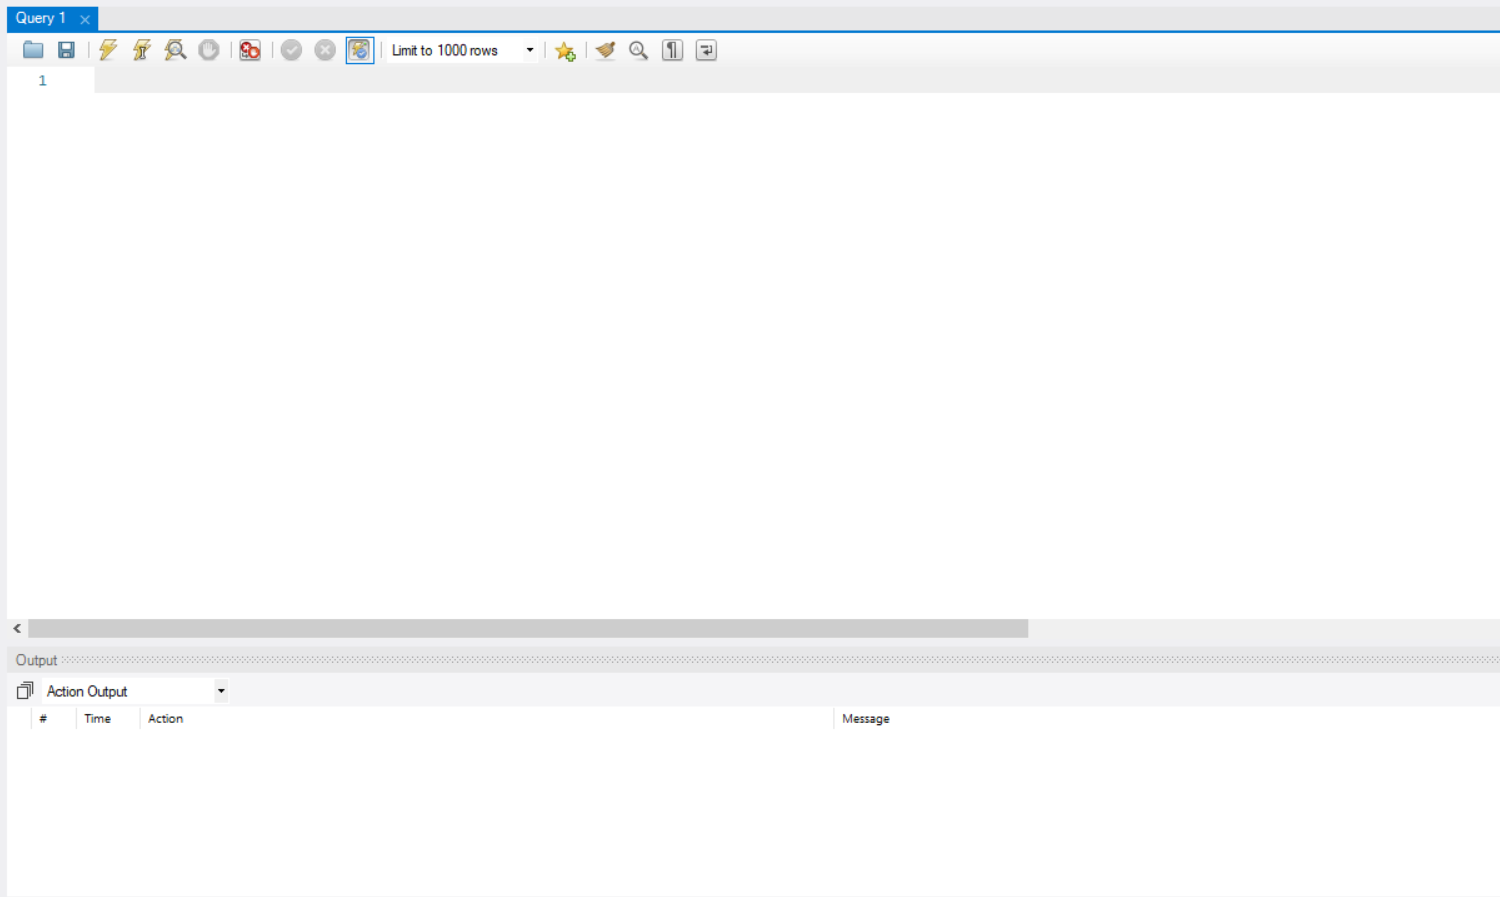 Query 1
Limit to 1000 rows
1
Output
Action Output
# Time Action Message